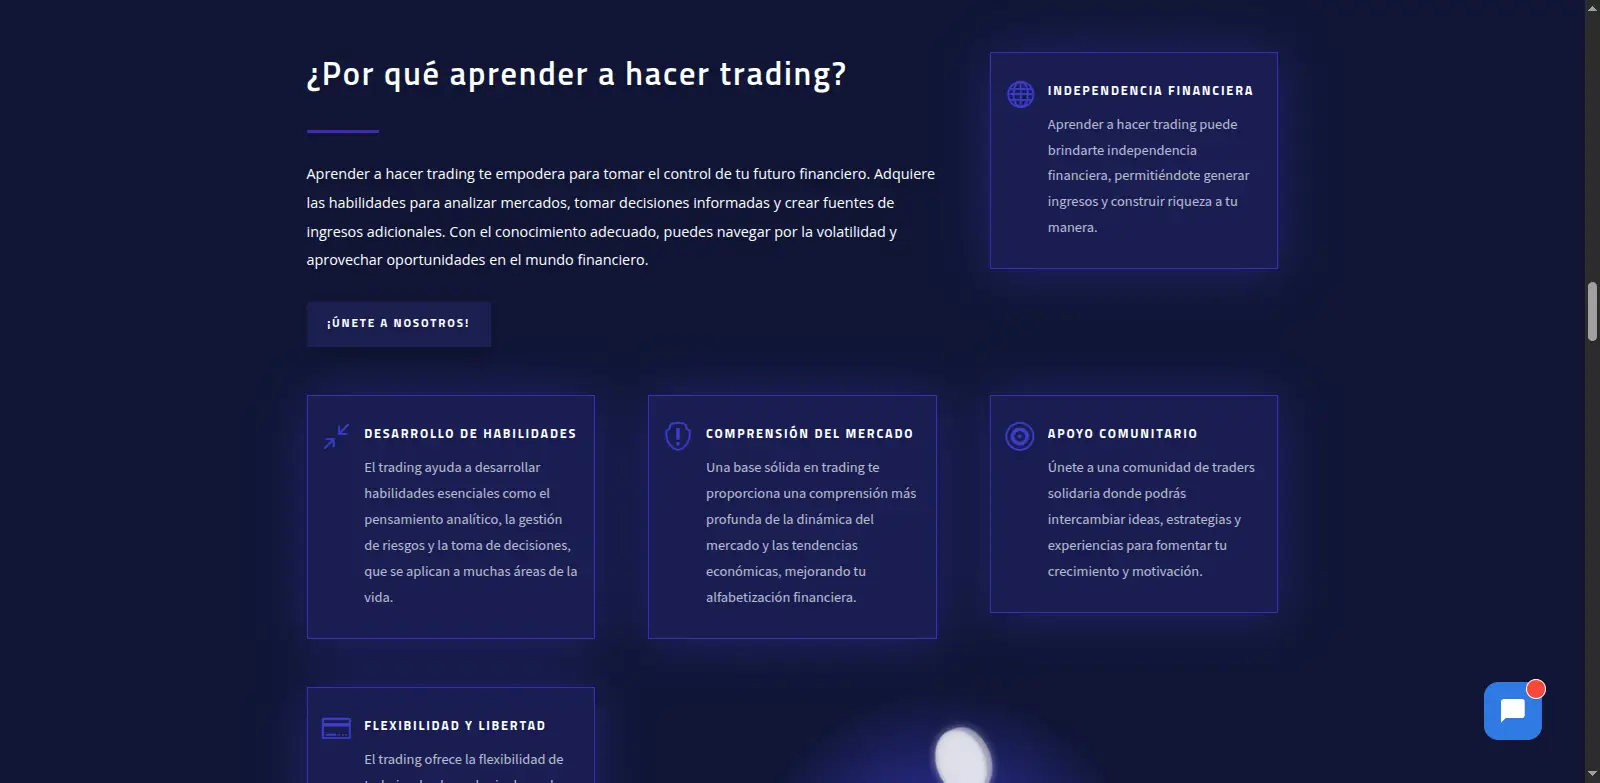 ¿Por qué aprender a hacer trading?
Aprender a hacer trading te empodera para tomar el control de tu futuro financiero. Adquiere
las habilidades para analizar mercados, tomar decisiones informadas y crear fuentes de
ingresos adicionales. Con el conocimiento adecuado, puedes navegar por la volatilidad y
aprovechar oportunidades en el mundo financiero.
¡ÚNETE A NOSOTROS!
INDEPENDENCIA FINANCIERA
Aprender a hacer trading puede
brindarte independencia
financiera, permitiéndote generar
ingresos y construir riqueza a tu
manera.
DESARROLLO DE HABILIDADES
El trading ayuda a desarrollar
habilidades esenciales como el
pensamiento analítico, la gestión
de riesgos y la toma de decisiones,
que se aplican a muchas áreas de la
vida.
COMPRENSIÓN DEL MERCADO
Una base sólida en trading te
proporciona una comprensión más
profunda de la dinámica del
mercado y las tendencias
económicas, mejorando tu
alfabetización financiera.
APOYO COMUNITARIO
Únete a una comunidad de traders
solidaria donde podrás
intercambiar ideas, estrategias y
experiencias para fomentar tu
crecimiento y motivación.
FLEXIBILIDAD Y LIBERTAD
El trading ofrece la flexibilidad de